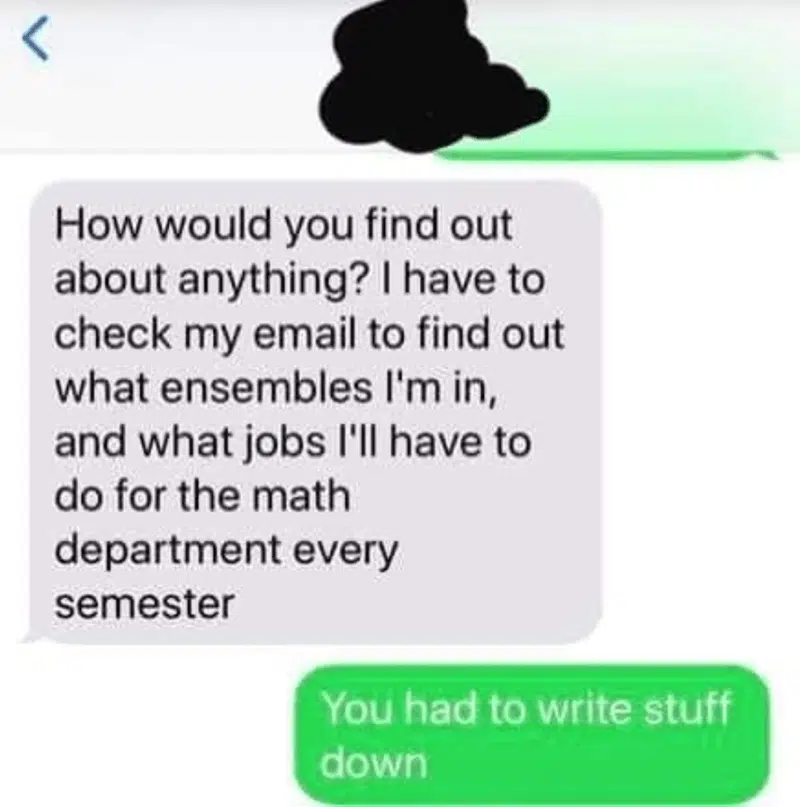 How would you find out
about anything? I have to
check my email to find out
what ensembles I'm in,
and what jobs I'll have to
do for the math
department every
semester
You had to write stuff
down